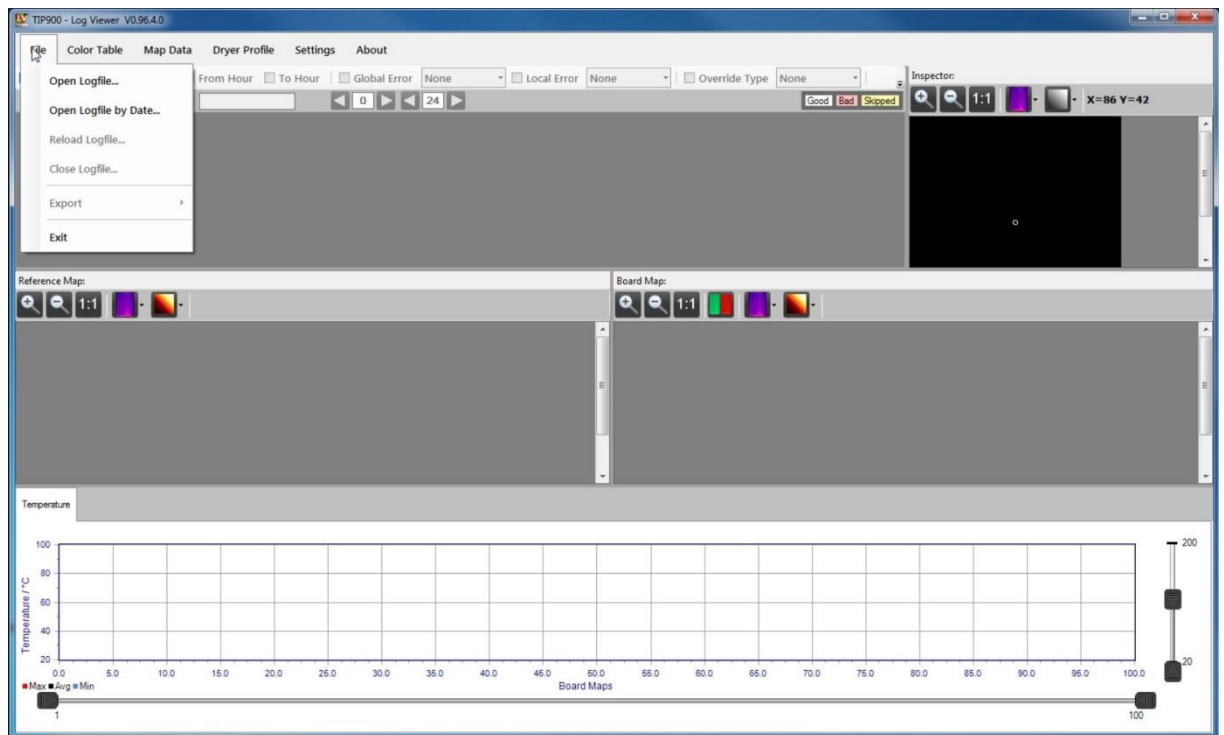 TIP900 - Log Viewer V0.96.4.0
File Color Table Map Data Dryer Profile Settings About
Open Logfile...
Open Logfile by Date...
Reload Logfile...
Close Logfile...
Export
Exit
From Hour To Hour Global Error None Local Error None Override Type None
0 24 Good Bad Skipped
Inspector:
1:1 X=86 Y=42
Reference Map:
1:1
Board Map:
1:1
Temperature
Temperature / °C
100
80
60
40
20
0.0 5.0 10.0 15.0 20.0 25.0 30.0 35.0 40.0 45.0 50.0 55.0 60.0 65.0 70.0 75.0 80.0 85.0 90.0 95.0 100.0
Max Avg Min
Board Maps
1 100
200
20